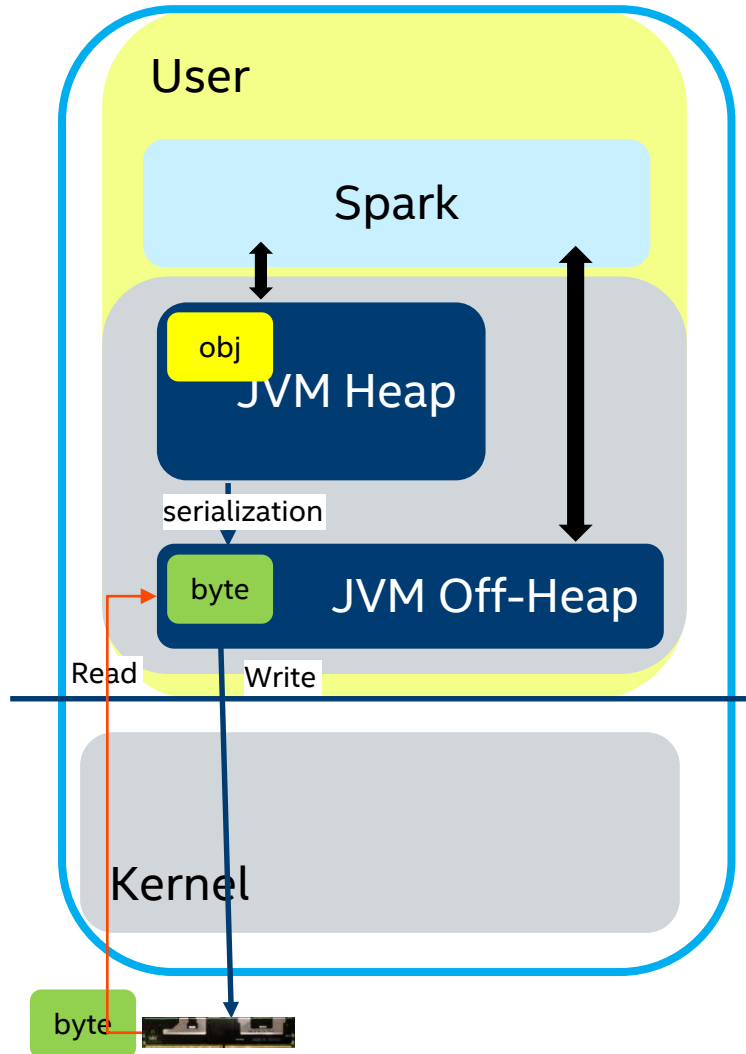 User
Spark
obj
JVM Heap
serialization
byte
JVM Off-Heap
Read
Write
Kernel
byte